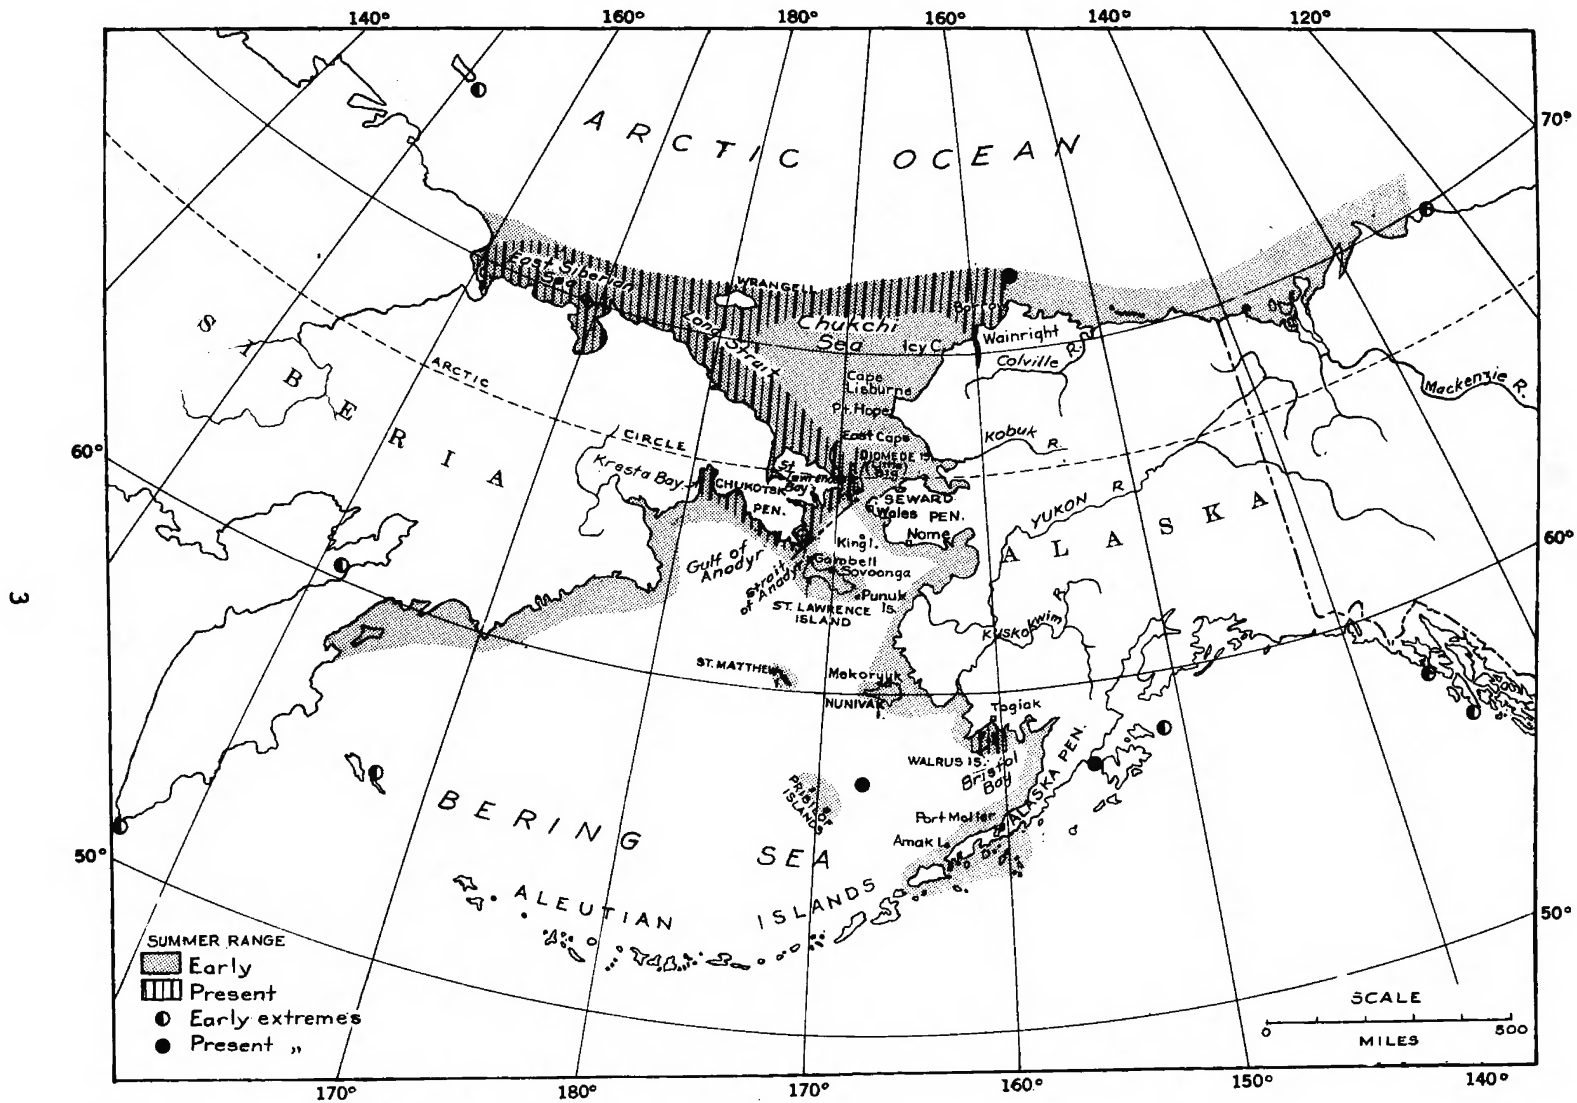 140° 160° 180° 160° 140° 120°
70°
ARCTIC OCEAN
WRANGELL
East Siberian
Sea
Barrow
Chukchi
Sea
Long Strait
Icy C.
Wainright
Colville R.
SIBERIA
ARCTIC
CIRCLE
Cape
Lisburne
Pt. Hope
Mackenzie R.
East Cape
Kobuk R.
DIOMEDE IS.
(Little)
Big
60°
Kresta Bay
St.
Lawrence
Bay
CHUKOTSK
PEN.
SEWARD
Wales PEN.
YUKON R.
ALASKA
Nome
King I.
60°
Gulf of
Anadyr
Strait
of Anadyr
Gambell
Sovoonga
Punuk
Is.
ST. LAWRENCE
ISLAND
Kuskokwim R.
3
ST. MATTHEW
Mekoryuk
NUNIVAK
Togiak
WALRUS IS.
Bristol
Bay
ALASKA PEN.
PRIBILOF
ISLANDS
Port Moller
Amak I.
BERING SEA
50°
ALEUTIAN ISLANDS
50°
SUMMER RANGE
Early
Present
Early extremes
Present „
SCALE
0 500
MILES
170° 180° 170° 160° 150° 140°